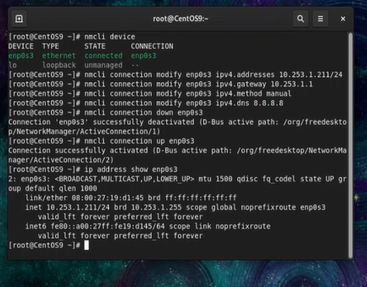 root@CentOS9:~
[root@CentOS9 ~]# nmcli device
DEVICE TYPE STATE CONNECTION
enp0s3 ethernet connected enp0s3
lo loopback unmanaged --
[root@CentOS9 ~]# nmcli connection modify enp0s3 ipv4.addresses 10.253.1.211/24
[root@CentOS9 ~]# nmcli connection modify enp0s3 ipv4.gateway 10.253.1.1
[root@CentOS9 ~]# nmcli connection modify enp0s3 ipv4.method manual
[root@CentOS9 ~]# nmcli connection modify enp0s3 ipv4.dns 8.8.8.8
[root@CentOS9 ~]# nmcli connection down enp0s3
Connection 'enp0s3' successfully deactivated (D-Bus active path: /org/freedeskto
p/NetworkManager/ActiveConnection/1)
[root@CentOS9 ~]# nmcli connection up enp0s3
Connection successfully activated (D-Bus active path: /org/freedesktop/NetworkMa
nager/ActiveConnection/2)
[root@CentOS9 ~]# ip address show enp0s3
2: enp0s3: <BROADCAST,MULTICAST,UP,LOWER_UP> mtu 1500 qdisc fq_codel state UP gr
oup default qlen 1000
link/ether 08:00:27:19:d1:45 brd ff:ff:ff:ff:ff:ff
inet 10.253.1.211/24 brd 10.253.1.255 scope global noprefixroute enp0s3
valid_lft forever preferred_lft forever
inet6 fe80::a00:27ff:fe19:d145/64 scope link noprefixroute
valid_lft forever preferred_lft forever
[root@CentOS9 ~]#